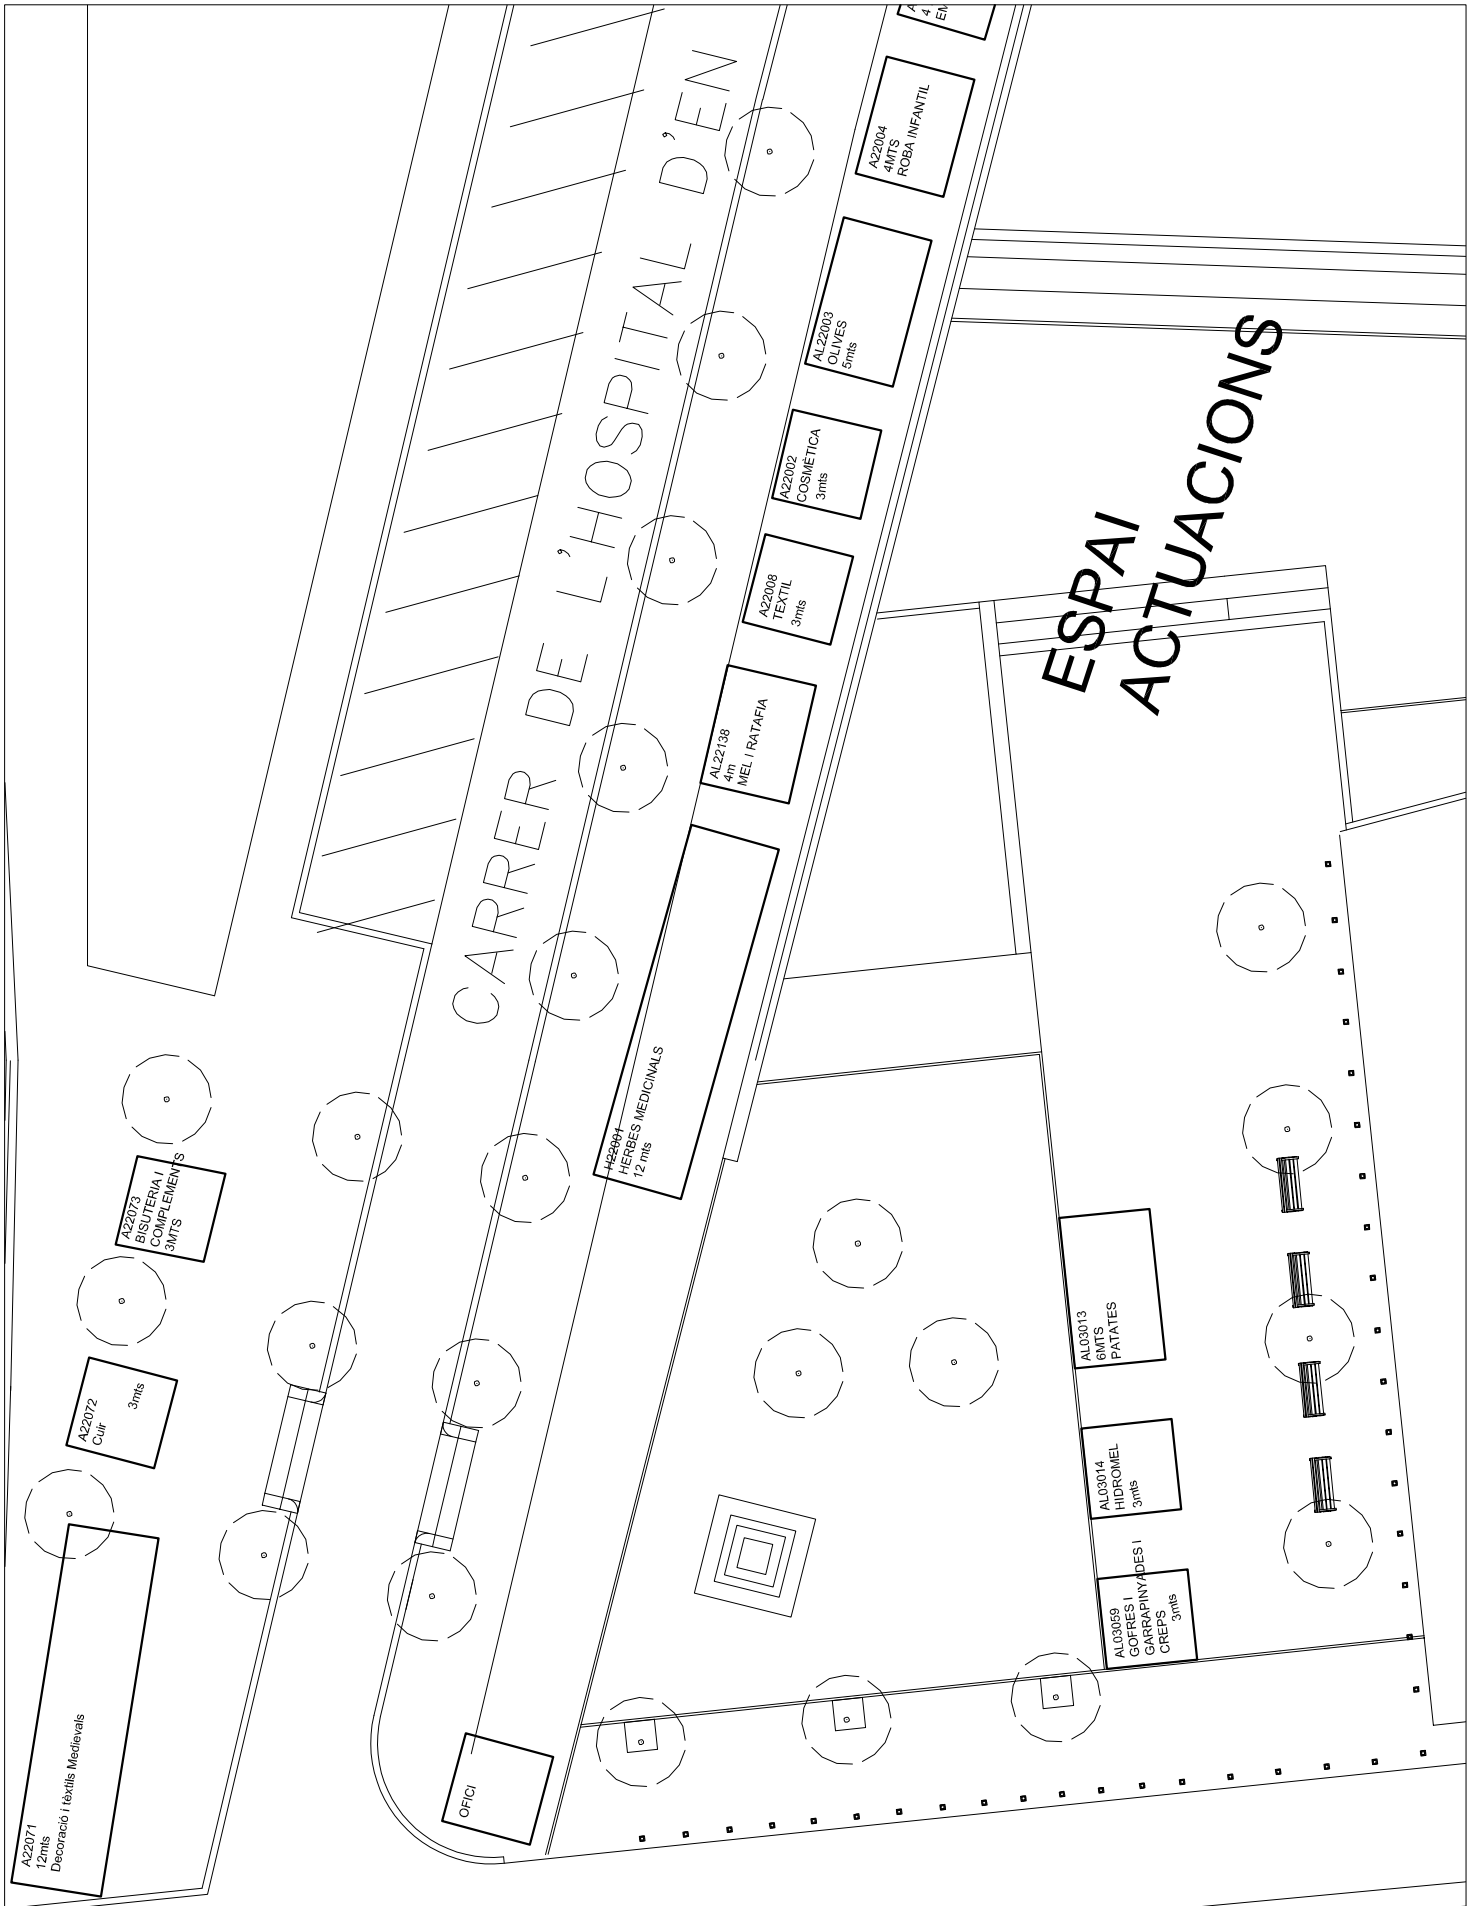 A
4
EM
A22004
4MTS
ROBA INFANTIL
CARRER DE L'HOSPITAL D'EN
AL22003
OLIVES
5mts
A22002
COSMÈTICA
3mts
A22008
TEXTIL
3mts
AL22138
4m
MEL I RATAFIA
H22001
HERBES MEDICINALS
12 mts
ESPAI
ACTUACIONS
A22073
BISUTERIA I
COMPLEMENTS
3MTS
A22072
Cuir
3mts
A22071
12mts
Decoració i tèxtils Medievals
OFICI
AL03013
6MTS
PATATES
AL03014
HIDROMEL
3mts
AL03059
GOFRES I
GARRAPINYADES I
CREPS
3mts